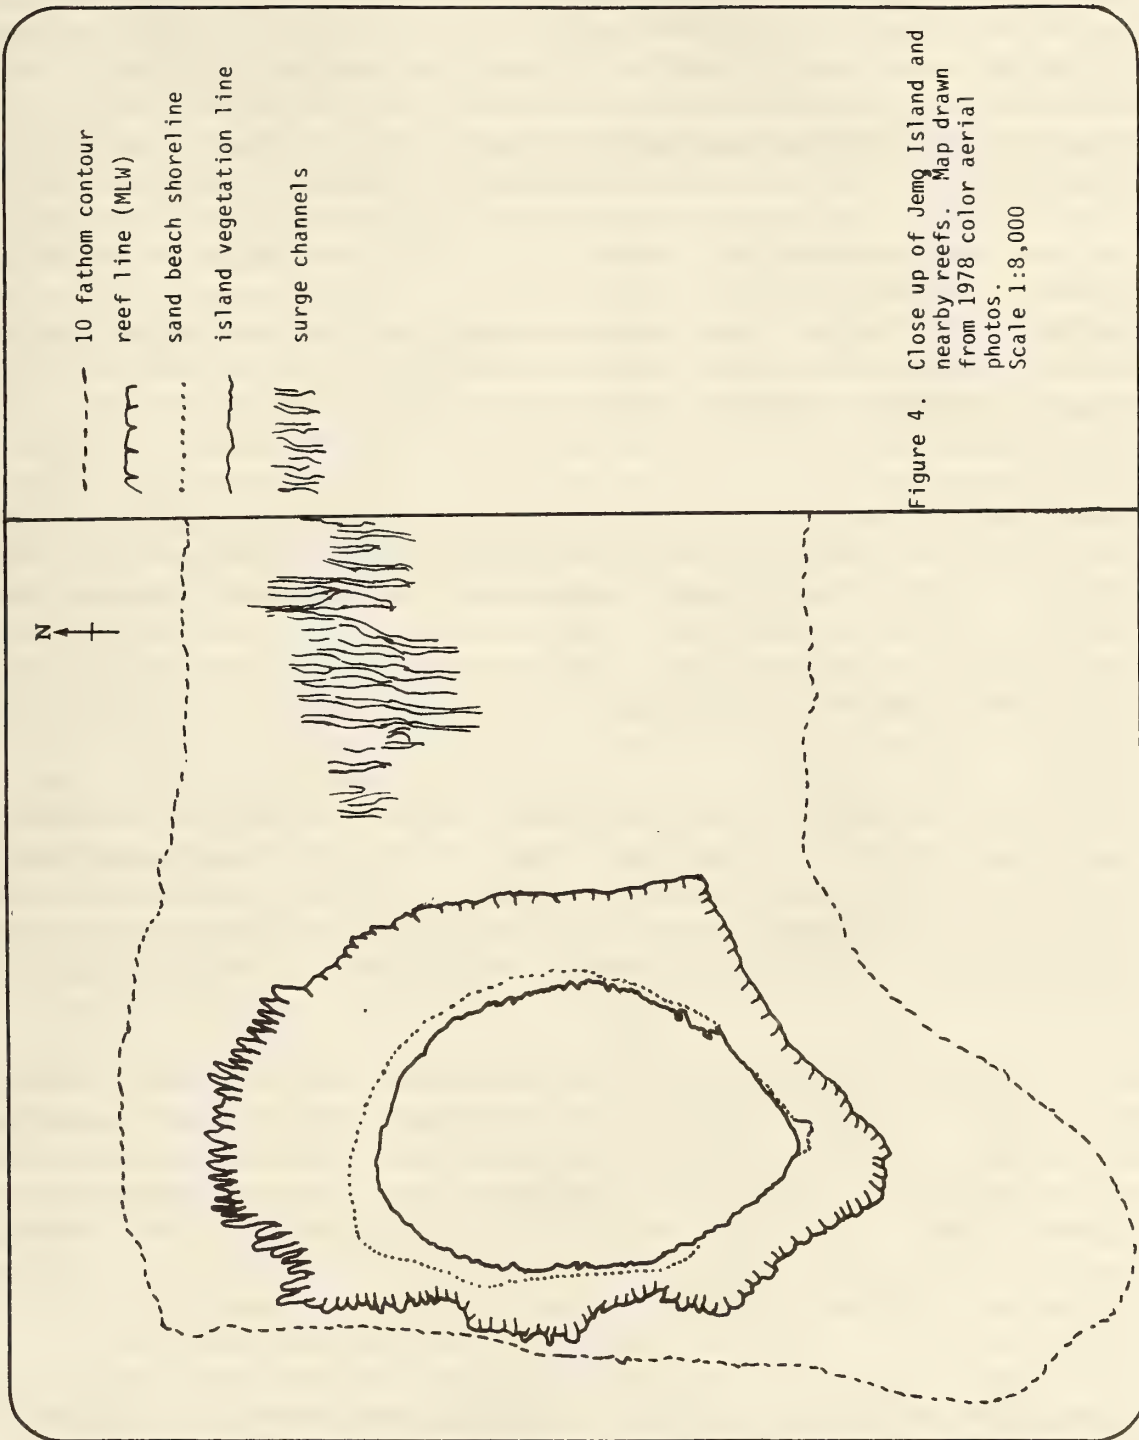 N
10 fathom contour
reef line (MLW)
sand beach shoreline
island vegetation line
surge channels
Figure 4. Close up of Jemo Island and
nearby reefs. Map drawn
from 1978 color aerial
photos.
Scale 1:8,000